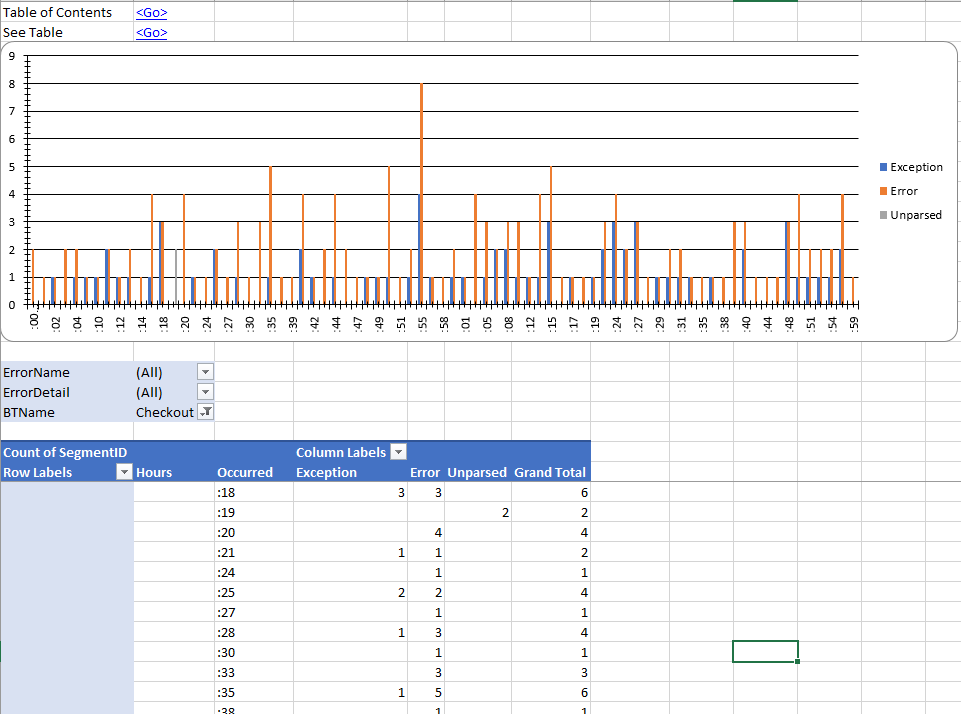 Table of Contents <Go>
See Table <Go>
9
8
7
6
5
4
3
2
1
0
:00 :02 :04 :10 :12 :14 :18 :20 :24 :27 :30 :35 :39 :42 :44 :47 :49 :51 :55 :58 :01 :05 :08 :12 :15 :17 :19 :24 :27 :29 :31 :35 :38 :40 :44 :48 :51 :54 :59
Exception
Error
Unparsed
ErrorName (All)
ErrorDetail (All)
BTName Checkout
Count of SegmentID Column Labels
Row Labels Hours Occurred Exception Error Unparsed Grand Total
:18 3 3 6
:19 2 2
:20 4 4
:21 1 1 2
:24 1 1
:25 2 2 4
:27 1 1
:28 1 3 4
:30 1 1
:33 3 3
:35 1 5 6
:38 1 1